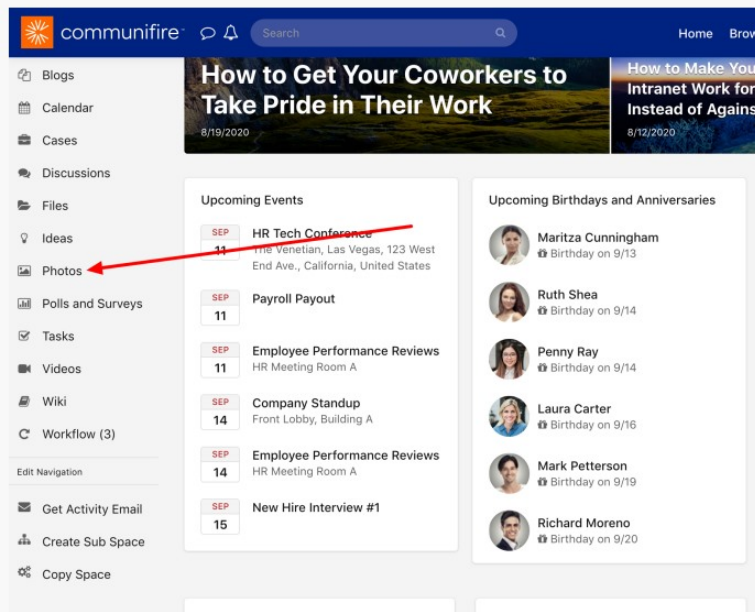 communifire
Search
Home
Blogs
Calendar
Cases
Discussions
Files
Ideas
Photos
Polls and Surveys
Tasks
Videos
Wiki
Workflow (3)
Edit Navigation
Get Activity Email
Create Sub Space
Copy Space
How to Get Your Coworkers to
Take Pride in Their Work
8/19/2020
How to Make You
Intranet Work for
Instead of Agains
8/12/2020
Upcoming Events
SEP
11
HR Tech Conference
The Venetian, Las Vegas, 123 West
End Ave., California, United States
SEP
11
Payroll Payout
SEP
11
Employee Performance Reviews
HR Meeting Room A
SEP
14
Company Standup
Front Lobby, Building A
SEP
14
Employee Performance Reviews
HR Meeting Room A
SEP
15
New Hire Interview #1
Upcoming Birthdays and Anniversaries
Maritza Cunningham
Birthday on 9/13
Ruth Shea
Birthday on 9/14
Penny Ray
Birthday on 9/14
Laura Carter
Birthday on 9/16
Mark Petterson
Birthday on 9/19
Richard Moreno
Birthday on 9/20